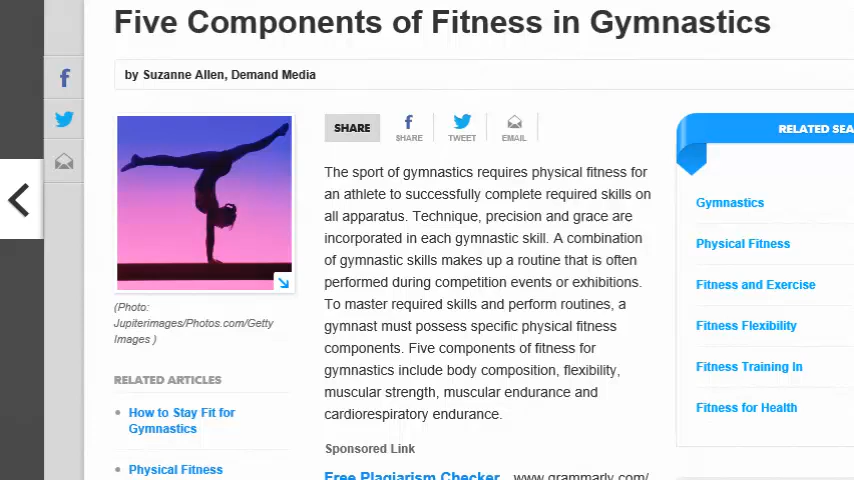 Five Components of Fitness in Gymnastics
by Suzanne Allen, Demand Media
SHARE
SHARE
TWEET
EMAIL
The sport of gymnastics requires physical fitness for
an athlete to successfully complete required skills on
all apparatus. Technique, precision and grace are
incorporated in each gymnastic skill. A combination
of gymnastic skills makes up a routine that is often
performed during competition events or exhibitions.
To master required skills and perform routines, a
gymnast must possess specific physical fitness
components. Five components of fitness for
gymnastics include body composition, flexibility,
muscular strength, muscular endurance and
cardiorespiratory endurance.
Sponsored Link
Free Plagiarism Checker www.grammarly.com/
(Photo:
Jupiterimages/Photos.com/Getty
Images )
RELATED ARTICLES
How to Stay Fit for
Gymnastics
Physical Fitness
RELATED SEA
Gymnastics
Physical Fitness
Fitness and Exercise
Fitness Flexibility
Fitness Training In
Fitness for Health